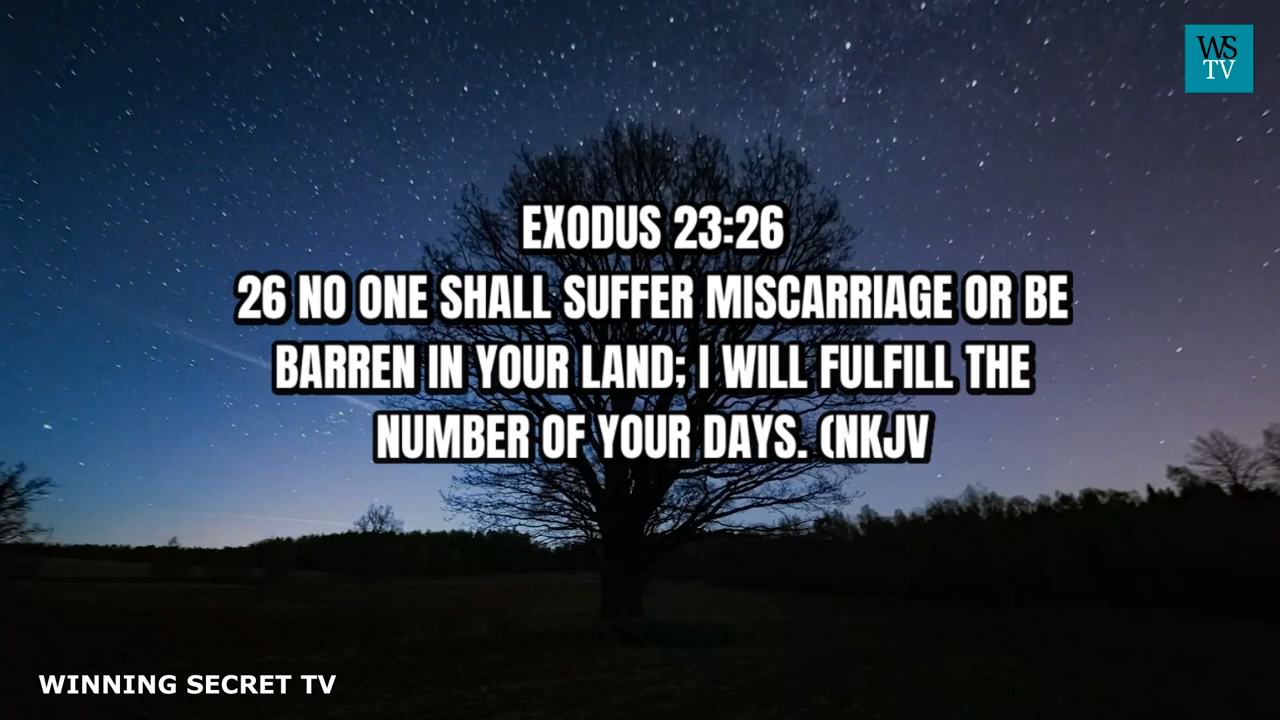 WS
TV
EXODUS 23:26
26 NO ONE SHALL SUFFER MISCARRIAGE OR BE
BARREN IN YOUR LAND; I WILL FULFILL THE
NUMBER OF YOUR DAYS. (NKJV
WINNING SECRET TV